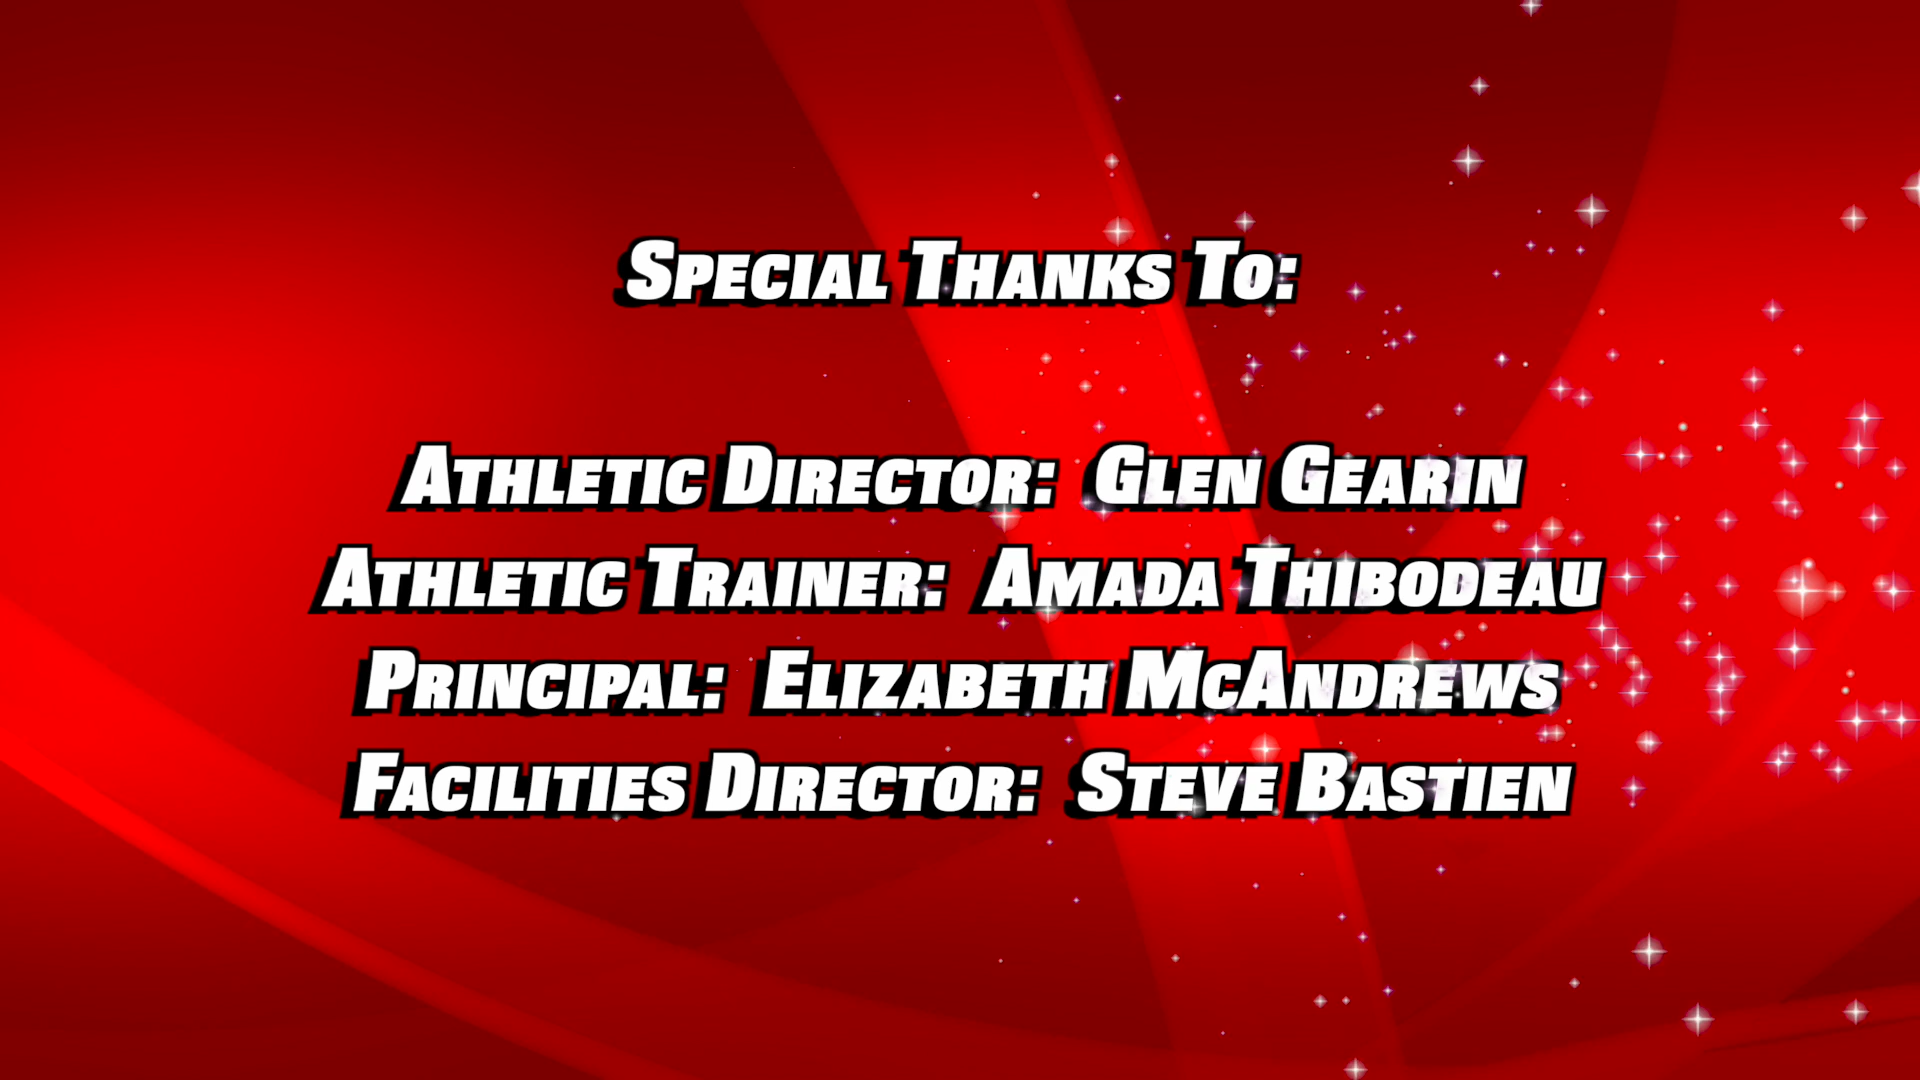 Special Thanks To:
Athletic Director: Glen Gearin
Athletic Trainer: Amada Thibodeau
Principal: Elizabeth McAndrews
Facilities Director: Steve Bastien